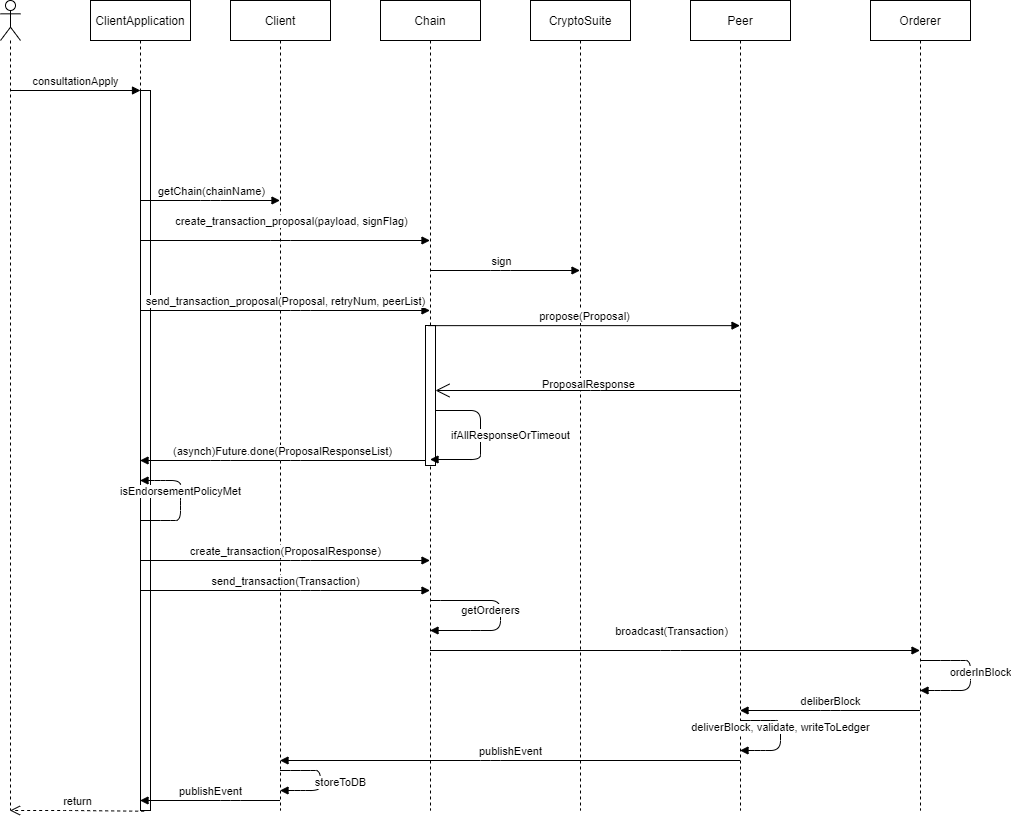 ClientApplication
Client
Chain
CryptoSuite
Peer
Orderer
consultationApply
getChain(chainName)
create_transaction_proposal(payload, signFlag)
sign
send_transaction_proposal(Proposal, retryNum, peerList)
propose(Proposal)
ProposalResponse
ifAllResponseOrTimeout
(asynch)Future.done(ProposalResponseList)
isEndorsementPolicyMet
create_transaction(ProposalResponse)
send_transaction(Transaction)
getOrderers
broadcast(Transaction)
orderInBlock
deliberBlock
deliverBlock, validate, writeToLedger
publishEvent
storeToDB
publishEvent
return